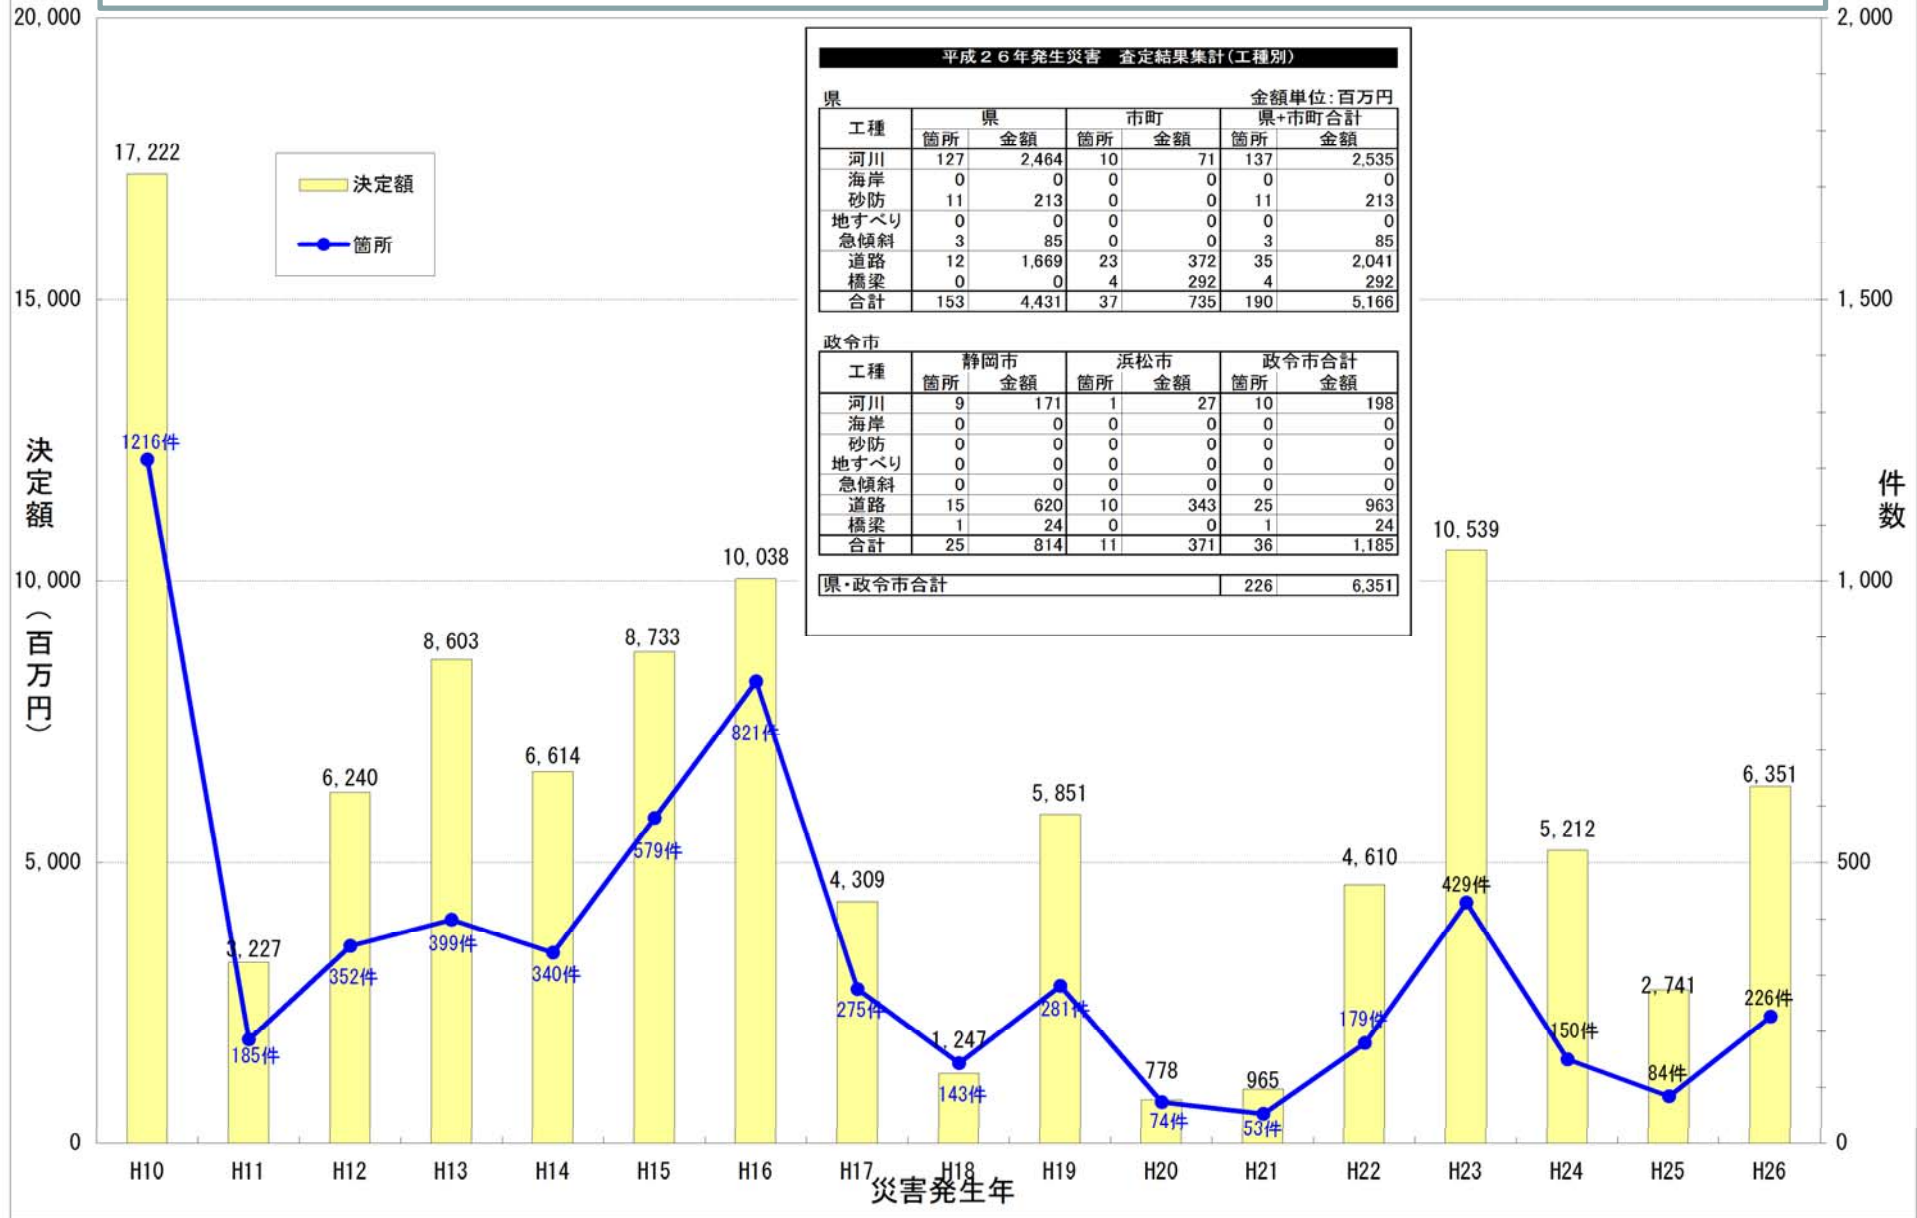 20,000
2,000
平成26年発生災害　査定結果集計(工種別)
県 金額単位:百万円
工種 県 市町 県+市町合計
箇所 金額 箇所 金額 箇所 金額
河川 127 2,464 10 71 137 2,535
海岸 0 0 0 0 0 0
砂防 11 213 0 0 11 213
地すべり 0 0 0 0 0 0
急傾斜 3 85 0 0 3 85
道路 12 1,669 23 372 35 2,041
橋梁 0 0 4 292 4 292
合計 153 4,431 37 735 190 5,166
政令市
工種 静岡市 浜松市 政令市合計
箇所 金額 箇所 金額 箇所 金額
河川 9 171 1 27 10 198
海岸 0 0 0 0 0 0
砂防 0 0 0 0 0 0
地すべり 0 0 0 0 0 0
急傾斜 0 0 0 0 0 0
道路 15 620 10 343 25 963
橋梁 1 24 0 0 1 24
合計 25 814 11 371 36 1,185
県・政令市合計 226 6,351
決定額
箇所
15,000
10,000
5,000
0
1,500
1,000
500
0
決定額（百万円）
件数
17,222
3,227
6,240
8,603
6,614
8,733
10,038
4,309
1,247
5,851
778
965
4,610
10,539
5,212
2,741
6,351
1216件
185件
352件
399件
340件
579件
821件
275件
143件
281件
74件
53件
179件
429件
150件
84件
226件
H10 H11 H12 H13 H14 H15 H16 H17 H18 H19 H20 H21 H22 H23 H24 H25 H26
災害発生年